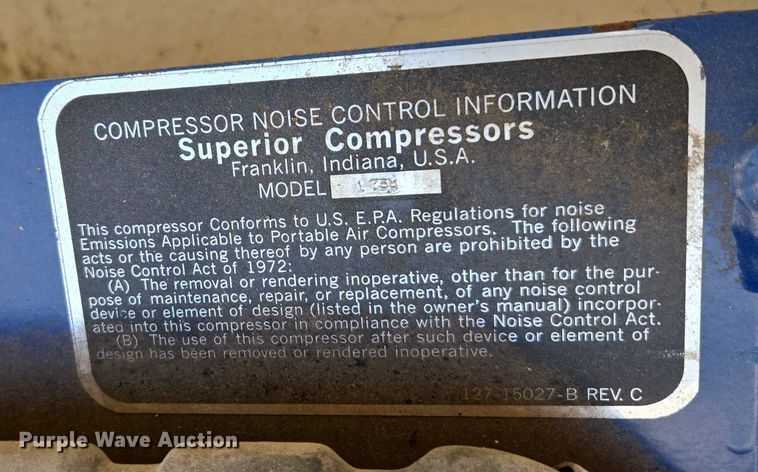 COMPRESSOR NOISE CONTROL INFORMATION
Superior Compressors
Franklin, Indiana, U.S.A.
MODEL
This compressor Conforms to U.S. E.P.A. Regulations for noise
Emissions Applicable to Portable Air Compressors. The following
acts or the causing thereof by any person are prohibited by the
Noise Control Act of 1972:
(A) The removal or rendering inoperative, other than for the pur-
pose of maintenance, repair, or replacement, of any noise control
device or element of design (listed in the owner's manual) incorpor-
ated into this compressor in compliance with the Noise Control Act.
(B) The use of this compressor after such device or element of
design has been removed or rendered inoperative.
127-15027-B REV. C
Purple Wave Auction